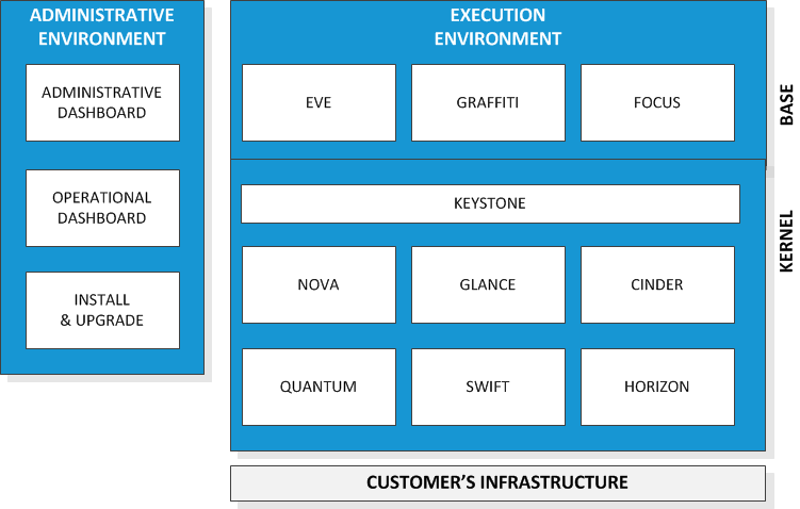 ADMINISTRATIVE
ENVIRONMENT
ADMINISTRATIVE
DASHBOARD
OPERATIONAL
DASHBOARD
INSTALL
& UPGRADE
EXECUTION
ENVIRONMENT
EVE
GRAFFITI
FOCUS
BASE
KEYSTONE
NOVA
GLANCE
CINDER
KERNEL
QUANTUM
SWIFT
HORIZON
CUSTOMER'S INFRASTRUCTURE